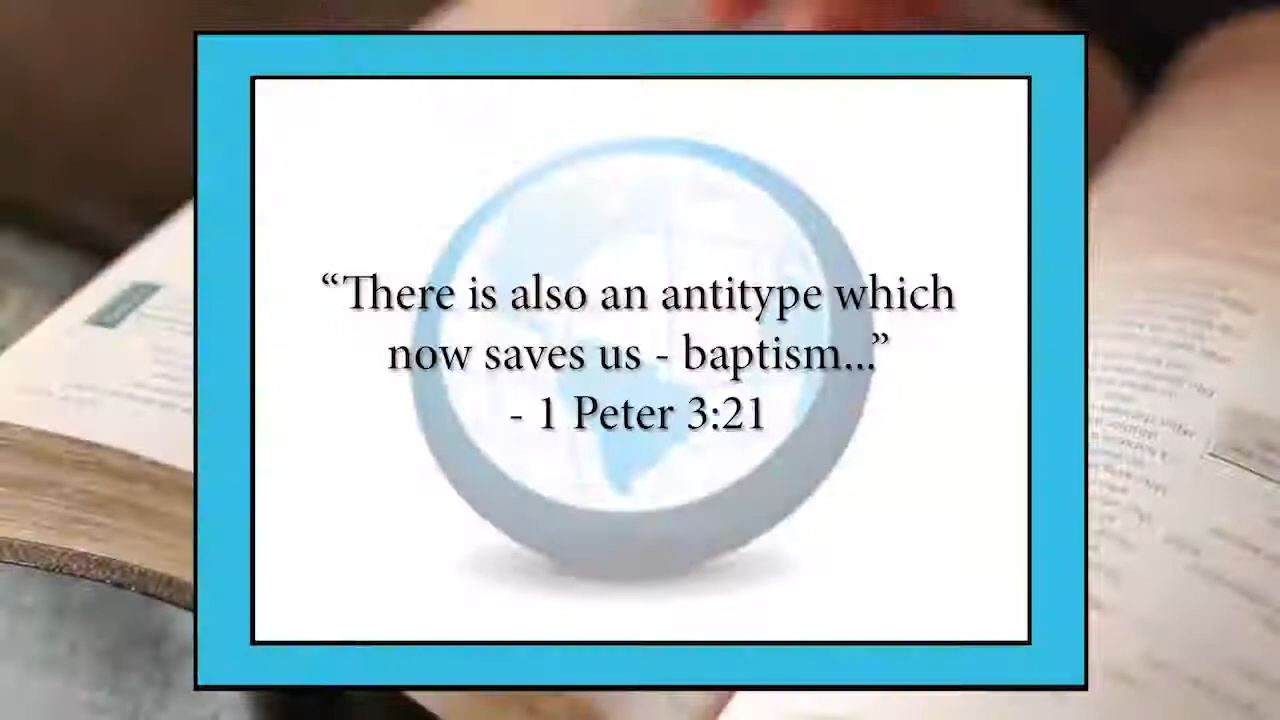 “There is also an antitype which
now saves us - baptism...”
- 1 Peter 3:21